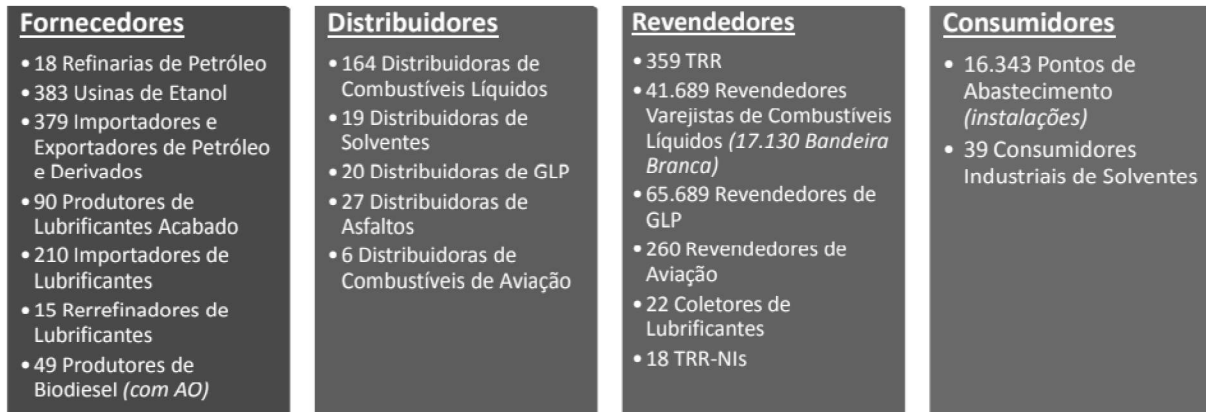 Fornecedores
• 18 Refinarias de Petróleo
• 383 Usinas de Etanol
• 379 Importadores e
Exportadores de Petróleo
e Derivados
• 90 Produtores de
Lubrificantes Acabado
• 210 Importadores de
Lubrificantes
• 15 Rerrefinadores de
Lubrificantes
• 49 Produtores de
Biodiesel (com AO)
Distribuidores
• 164 Distribuidoras de
Combustíveis Líquidos
• 19 Distribuidoras de
Solventes
• 20 Distribuidoras de GLP
• 27 Distribuidoras de
Asfaltos
• 6 Distribuidoras de
Combustíveis de Aviação
Revendedores
• 359 TRR
• 41.689 Revendedores
Varejistas de Combustíveis
Líquidos (17.130 Bandeira
Branca)
• 65.689 Revendedores de
GLP
• 260 Revendedores de
Aviação
• 22 Coletores de
Lubrificantes
• 18 TRR-NIs
Consumidores
• 16.343 Pontos de
Abastecimento
(instalações)
• 39 Consumidores
Industriais de Solventes